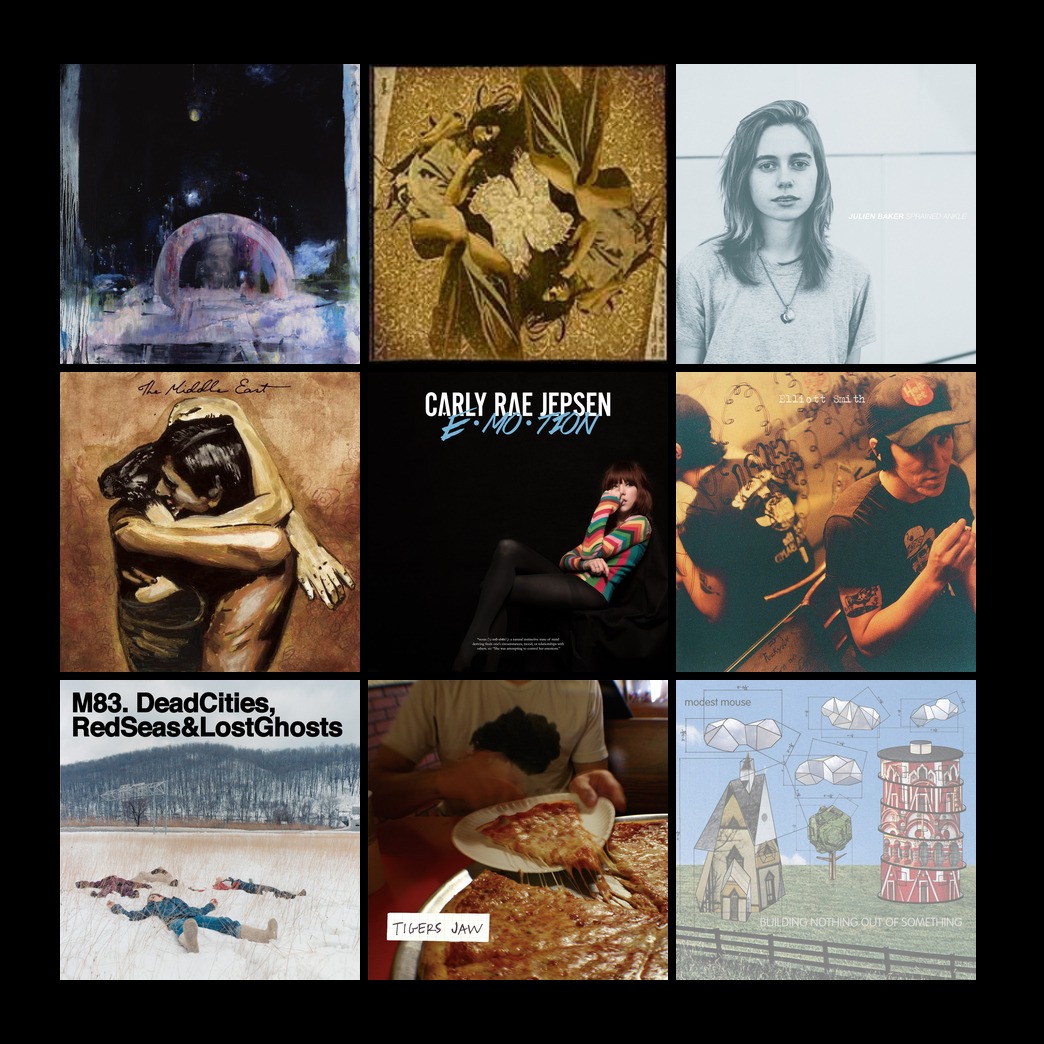 JULIEN BAKER SPRAINED ANKLE
The Middle East
CARLY RAE JEPSEN
E·MO·TION
Elliott Smith
M83. DeadCities,
RedSeas&LostGhosts
TIGERS JAW
modest mouse
BUILDING NOTHING OUT OF SOMETHING